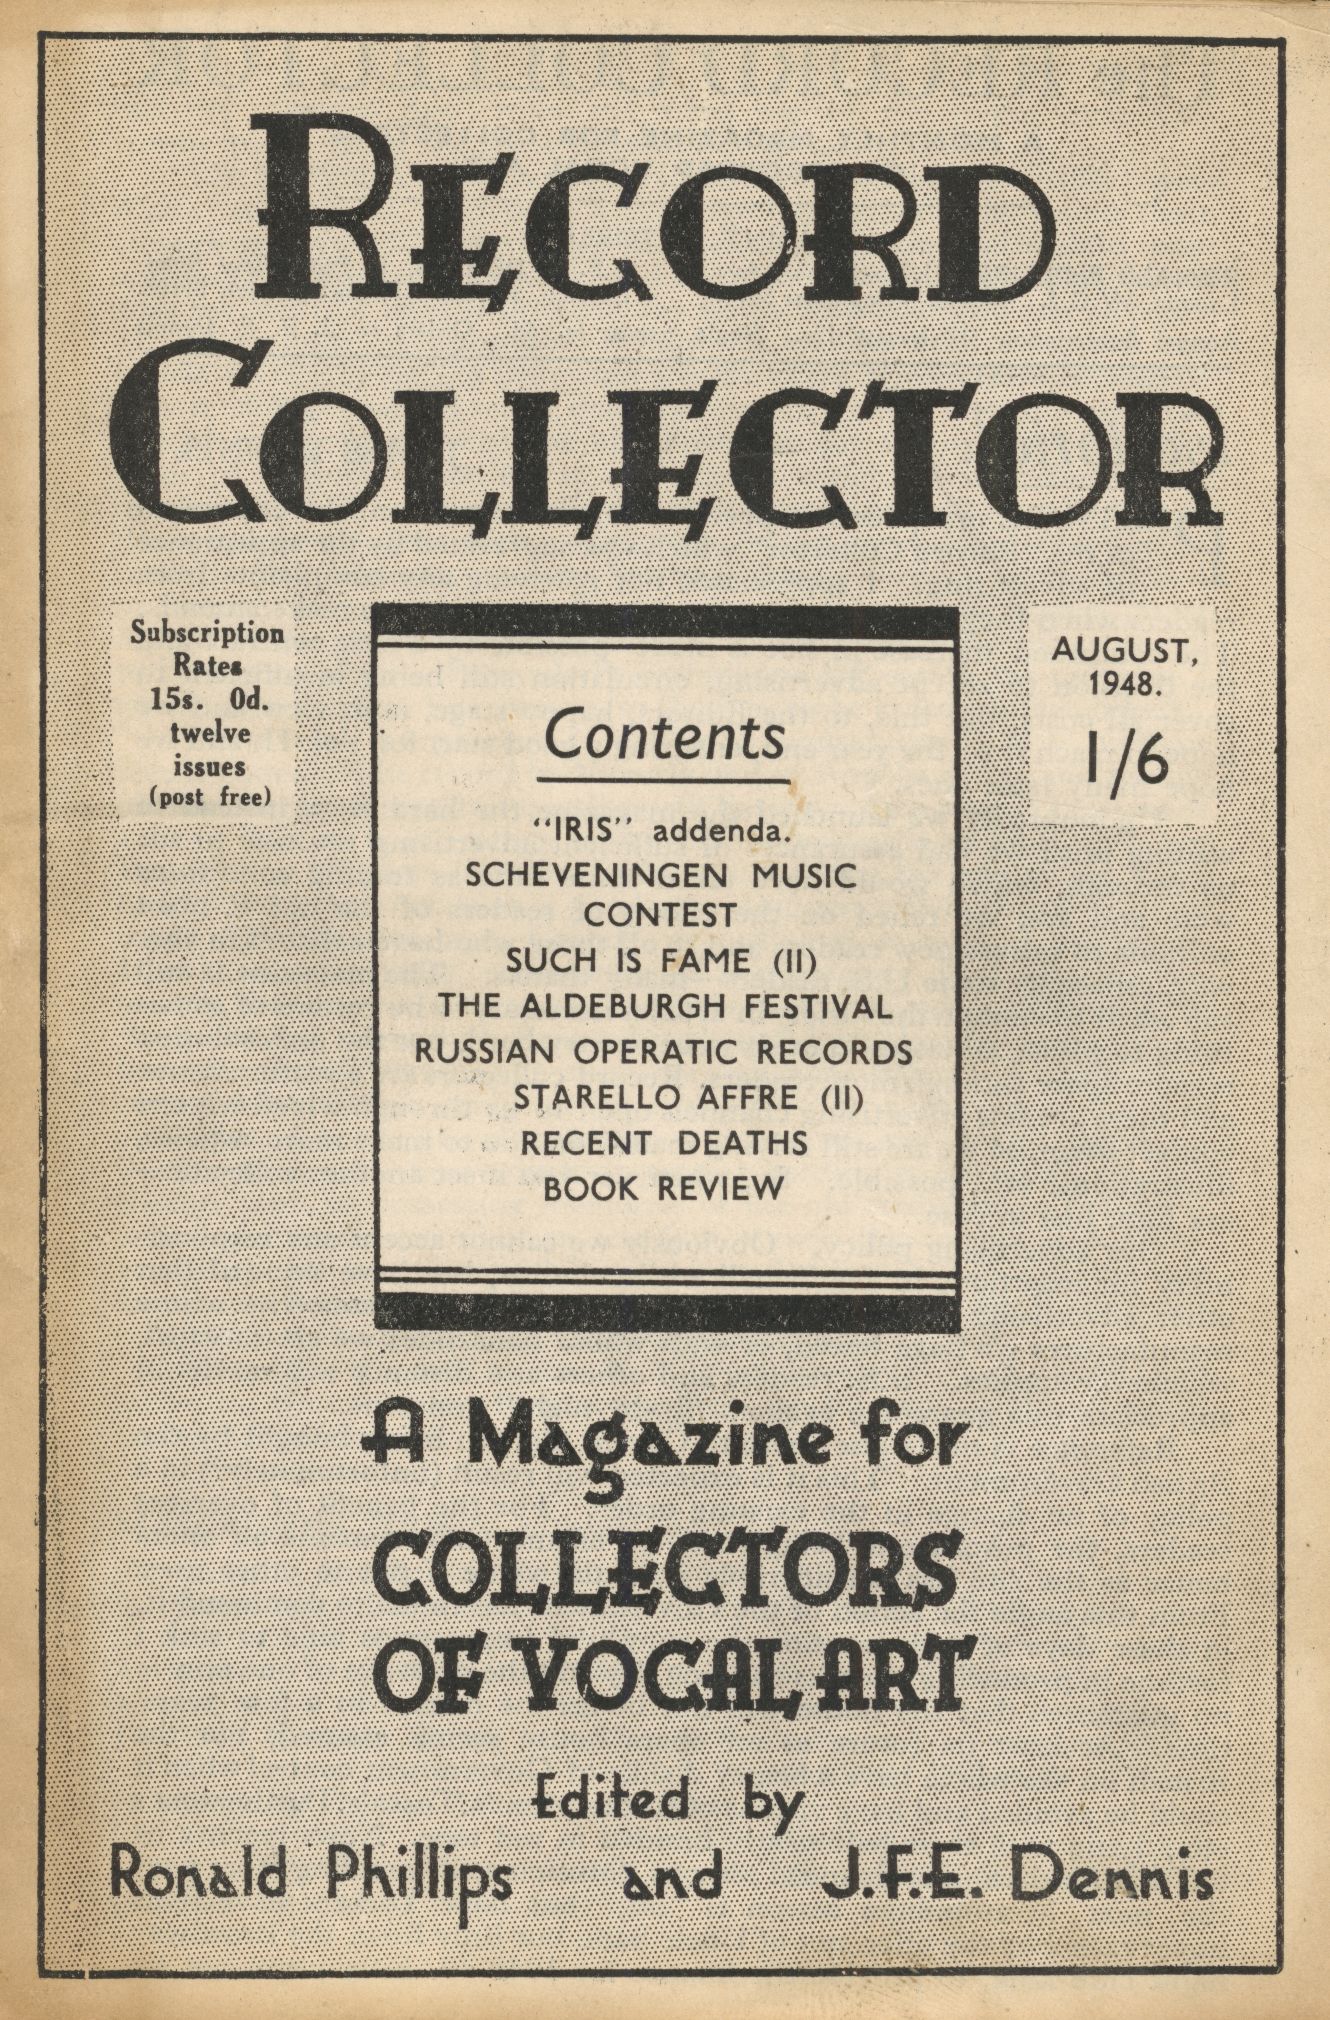 RECORD
COLLECTOR
Subscription
Rates
15s. 0d.
twelve
issues
(post free)
AUGUST,
1948.
1/6
Contents
"IRIS" addenda.
SCHEVENINGEN MUSIC
CONTEST
SUCH IS FAME (II)
THE ALDEBURGH FESTIVAL
RUSSIAN OPERATIC RECORDS
STARELLO AFFRE (II)
RECENT DEATHS
BOOK REVIEW
A Magazine for
COLLECTORS
OF VOCAL ART
Edited by
Ronald Phillips and J.F.E. Dennis